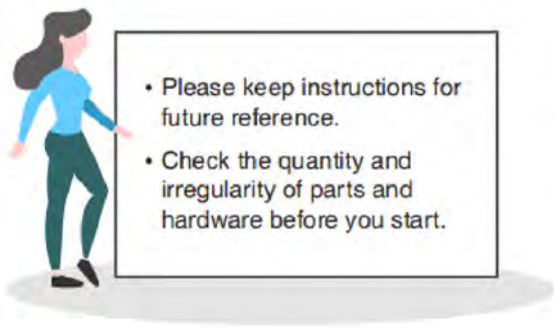 • Please keep instructions for
future reference.
• Check the quantity and
irregularity of parts and
hardware before you start.